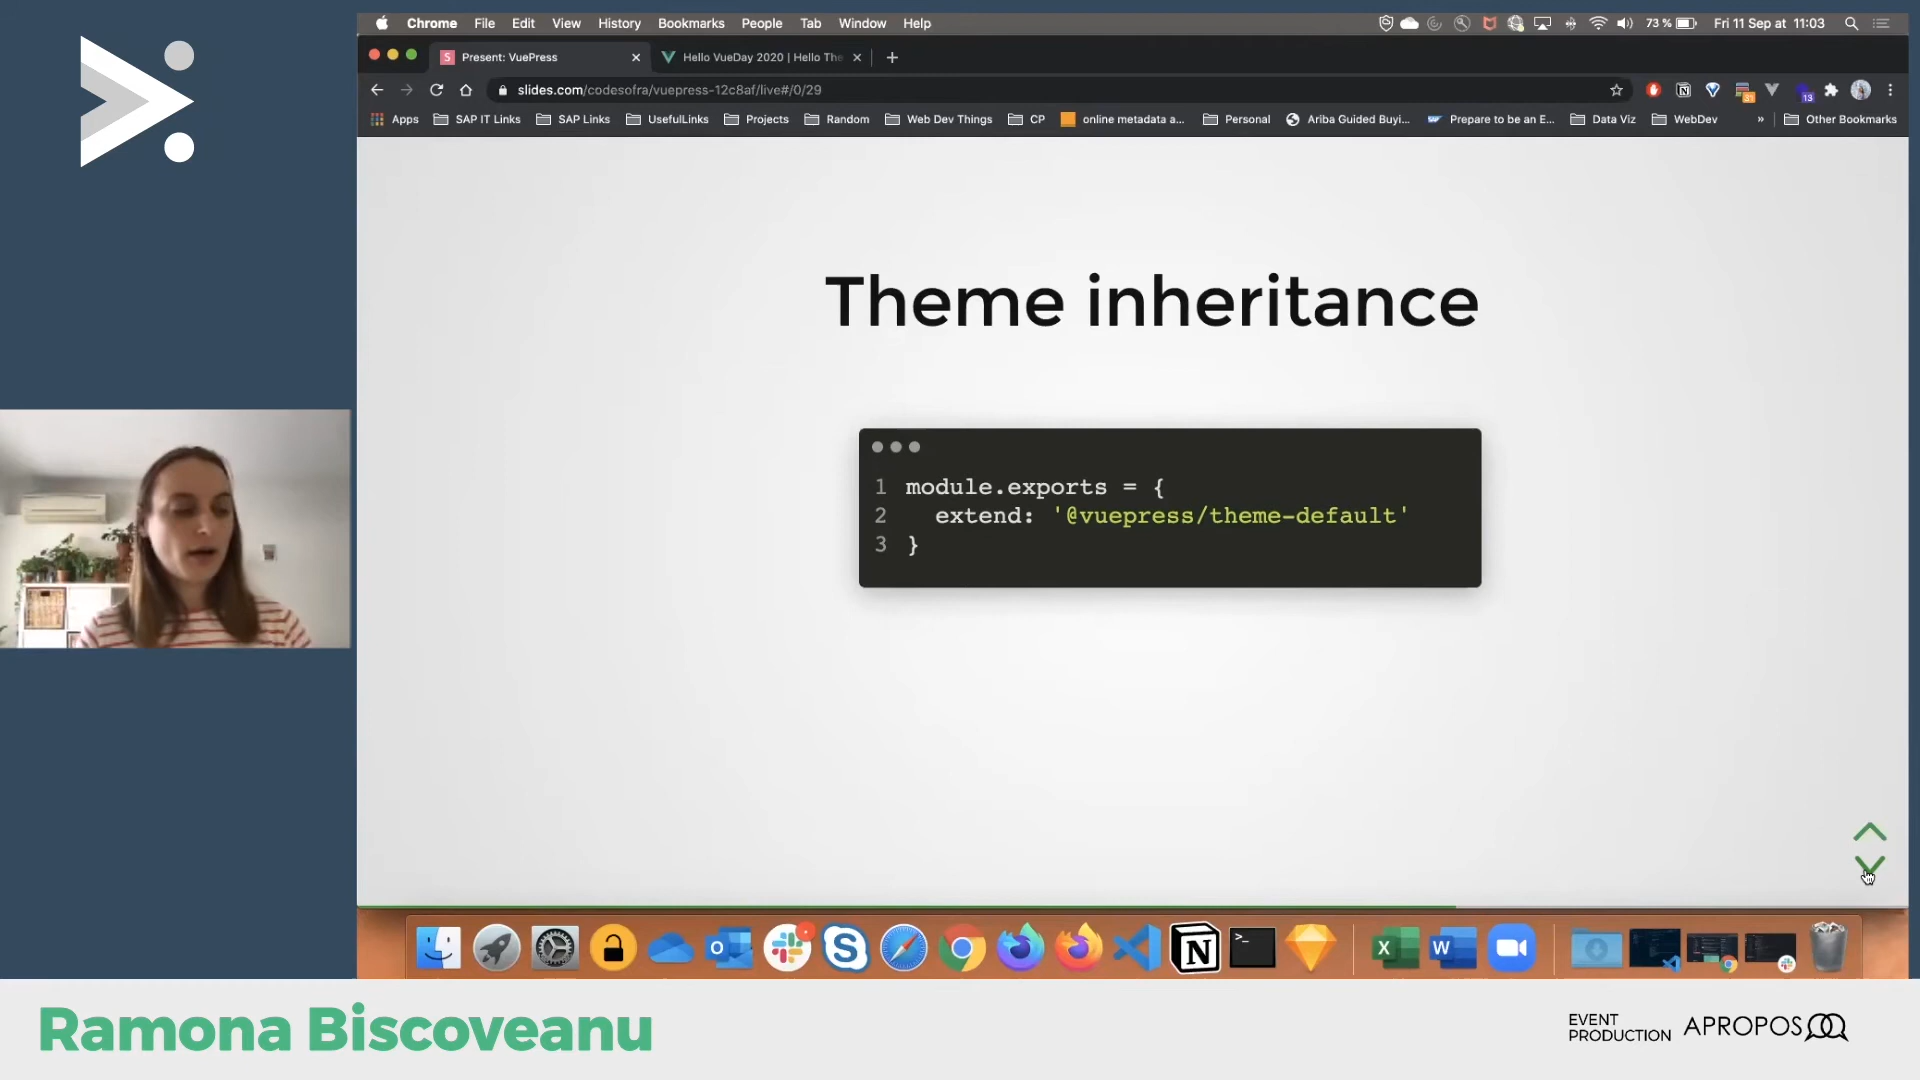 Chrome File Edit View History Bookmarks People Tab Window Help
73 % Fri 11 Sep at 11:03
Present: VuePress
Hello VueDay 2020 | Hello The
slides.com/codesofra/vuepress-12c8af/live#/0/29
Apps SAP IT Links SAP Links UsefulLinks Projects Random Web Dev Things CP online metadata a... Personal Ariba Guided Buyi... Prepare to be an E... Data Viz WebDev » Other Bookmarks
Theme inheritance
1 module.exports = {
2 extend: '@vuepress/theme-default'
3 }
Ramona Biscoveanu
EVENT
PRODUCTION
APROPOS